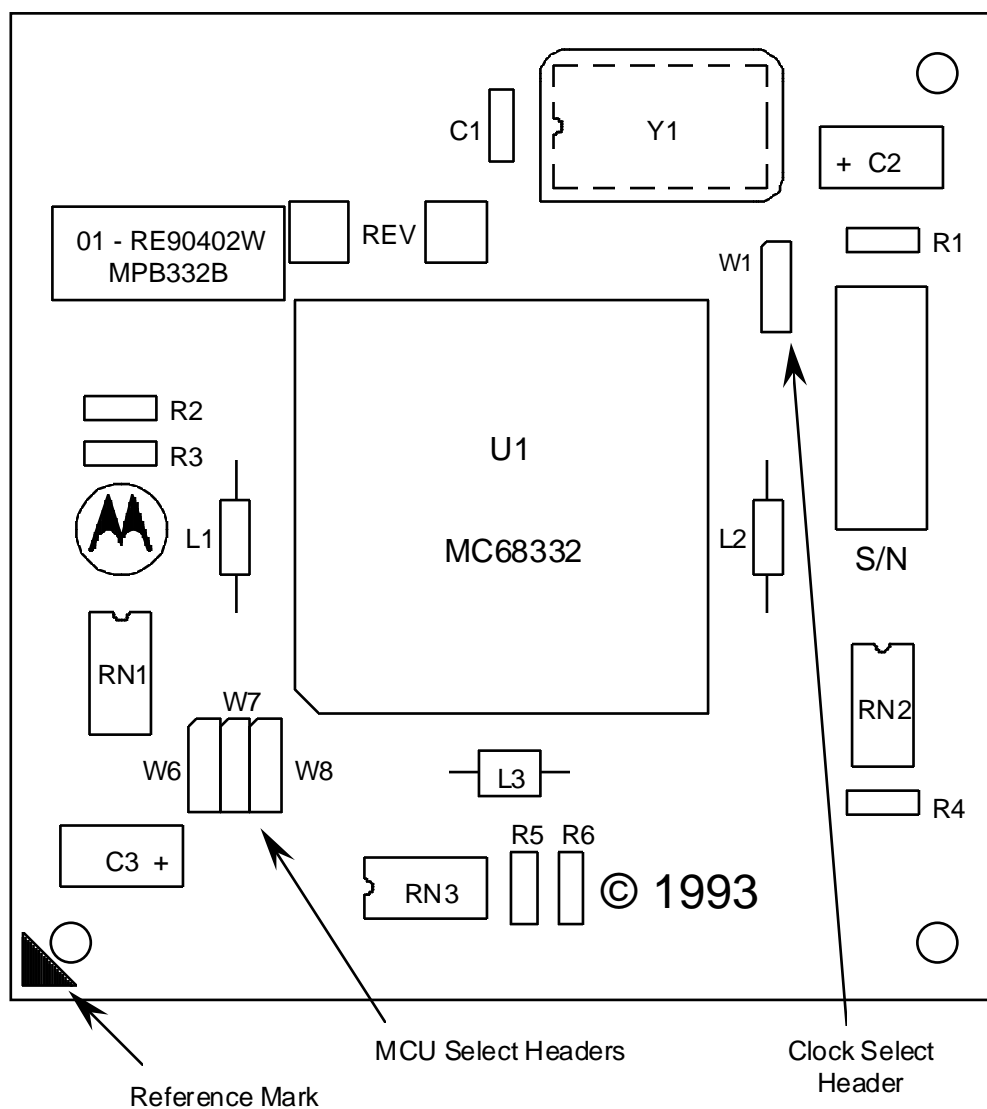 C1
Y1
+ C2
01 - RE90402W
MPB332B
REV
W1
R1
R2
R3
U1
MC68332
L1
L2
S/N
RN1
RN2
W7
W6
W8
L3
R4
C3 +
RN3
R5
R6
© 1993
MCU Select Headers
Clock Select
Header
Reference Mark